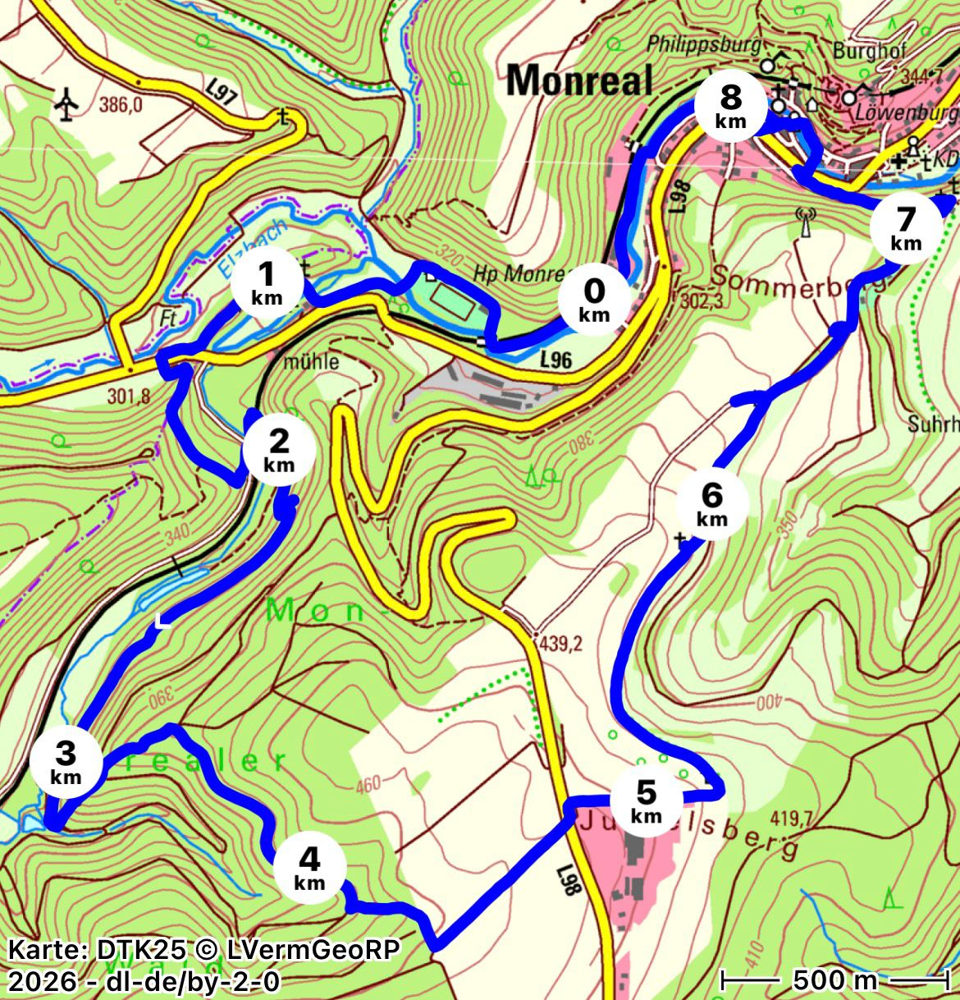 Philippsburg
Burghof
Monreal
344,7
L97
386,0
8
km
Löwenburg
KD
L98
7
km
Elzbach
320
Hp Monre
1
km
0
km
Sommerberg
302,3
Ft
L96
mühle
301,8
380
Suhrh
2
km
6
km
350
340
Mon-
439,2
390
400
3
km
realer
460
5
km
419,7
Ju elsberg
4
km
L98
410
Karte: DTK25 © LVermGeoRP
Wald
2026 - dl-de/by-2-0
500 m